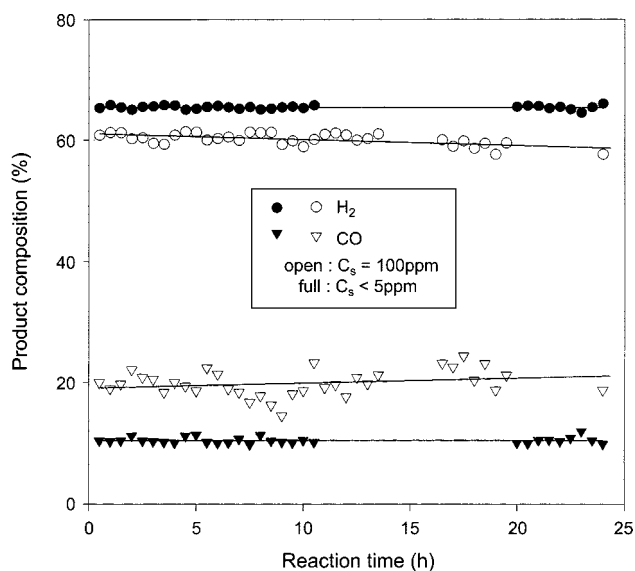 80
60
40
20
0
Product composition (%)
H2
CO
open : Cs = 100ppm
full : Cs < 5ppm
0 5 10 15 20 25
Reaction time (h)